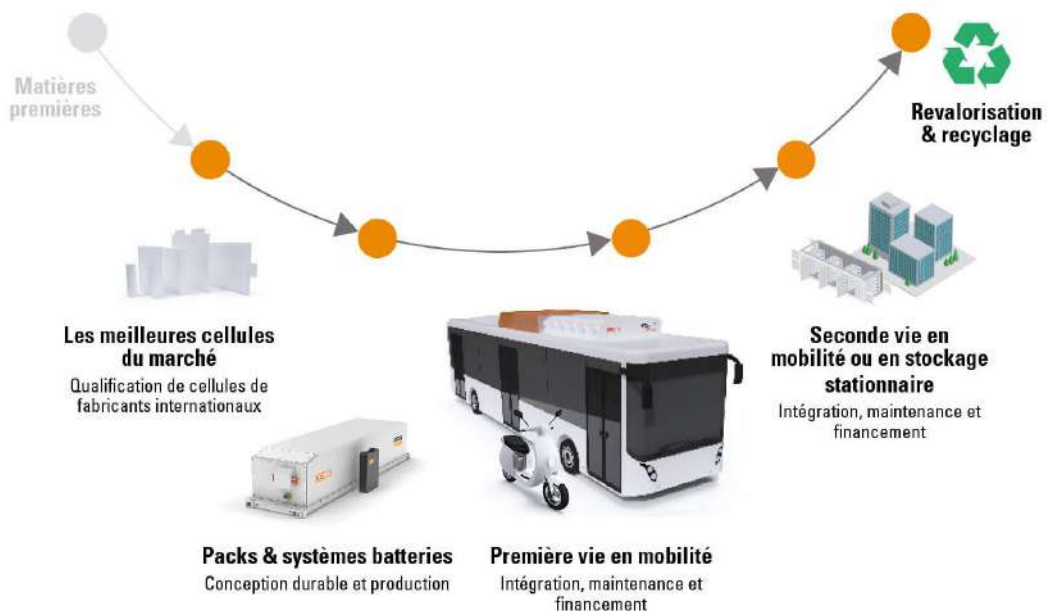 Matières
premières
Revalorisation
& recyclage
Les meilleures cellules
du marché
Qualification de cellules de
fabricants internationaux
Seconde vie en
mobilité ou en stockage
stationnaire
Intégration, maintenance et
financement
Packs & systèmes batteries
Conception durable et production
Première vie en mobilité
Intégration, maintenance et
financement